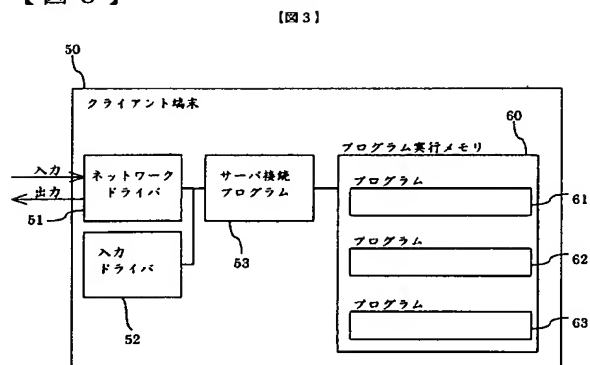 【図3】
【図3】
50
クライアント端末
60
プログラム実行メモリ
入力
出力
ネットワーク
ドライバ
サーバ接続
プログラム
プログラム
61
51
53
入力
ドライバ
プログラム
62
52
プログラム
63